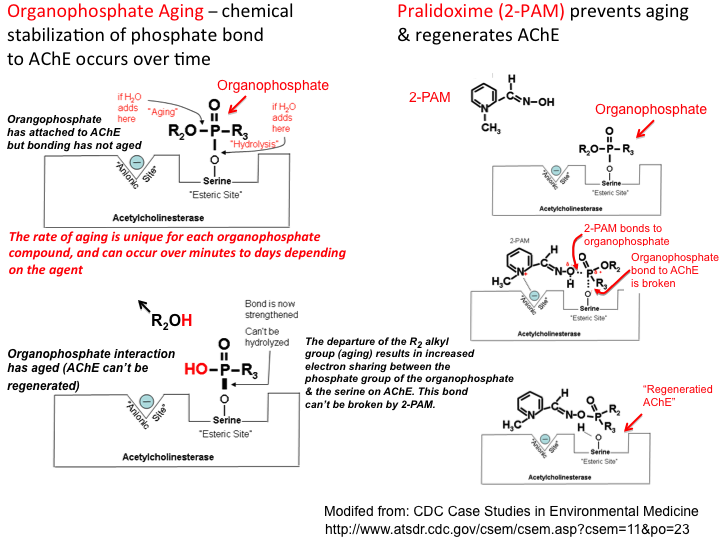 Organophosphate Aging – chemical
stabilization of phosphate bond
to AChE occurs over time
if H2O
adds
here
"Aging"
Organophosphate
if H2O
adds
here
Orangophosphate
has attached to AChE
but bonding has not aged
O
R2O–P–R3
"Hydrolysis"
O
"Anionic Site"
Serine
"Esteric Site"
Acetylcholinesterase
The rate of aging is unique for each organophosphate
compound, and can occur over minutes to days depending
on the agent
R2OH
Bond is now
strengthened
Can't be
hydrolyzed
Organophosphate interaction
has aged (AChE can't be
regenerated)
O
HO–P–R3
O
"Anionic Site"
Serine
"Esteric Site"
Acetylcholinesterase
The departure of the R2 alkyl
group (aging) results in increased
electron sharing between the
phosphate group of the organophosphate
& the serine on AChE. This bond
can't be broken by 2-PAM.
Pralidoxime (2-PAM) prevents aging
& regenerates AChE
2-PAM
H
C=N–OH
N+
CH3
Organophosphate
O
R2O–P–R3
O
"Anionic Site"
Serine
"Esteric Site"
Acetylcholinesterase
2-PAM bonds to
organophosphate
2-PAM
H
C=N–O
H
O
P
OR2
R3
N+
H3C
Organophosphate
bond to AChE
is broken
O
Serine
"Anionic Site"
"Esteric Site"
Acetylcholinesterase
H
C=N–O–P
O
R2
R3
N+
H3C
H
O
"Regeneratied
AChE"
"Anionic Site"
Serine
"Esteric Site"
Acetylcholinesterase
Modifed from: CDC Case Studies in Environmental Medicine
http://www.atsdr.cdc.gov/csem/csem.asp?csem=11&po=23